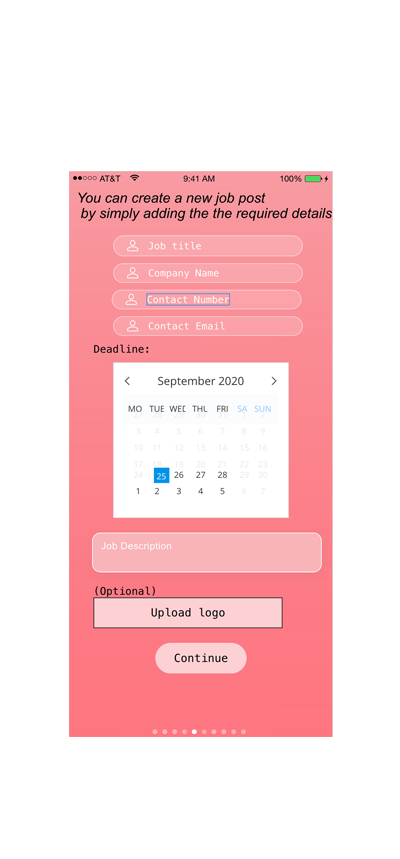 AT&T 9:41 AM 100%
You can create a new job post
by simply adding the the required details
Job title
Company Name
Contact Number
Contact Email
Deadline:
September 2020
MO TUE WED THU FRI SA SUN
3 4 5 6 7 8 9
10 11 12 13 14 15 16
17 18 19 20 21 22 23
24 25 26 27 28 29 30
1 2 3 4 5 6 7
Job Description
(Optional)
Upload logo
Continue